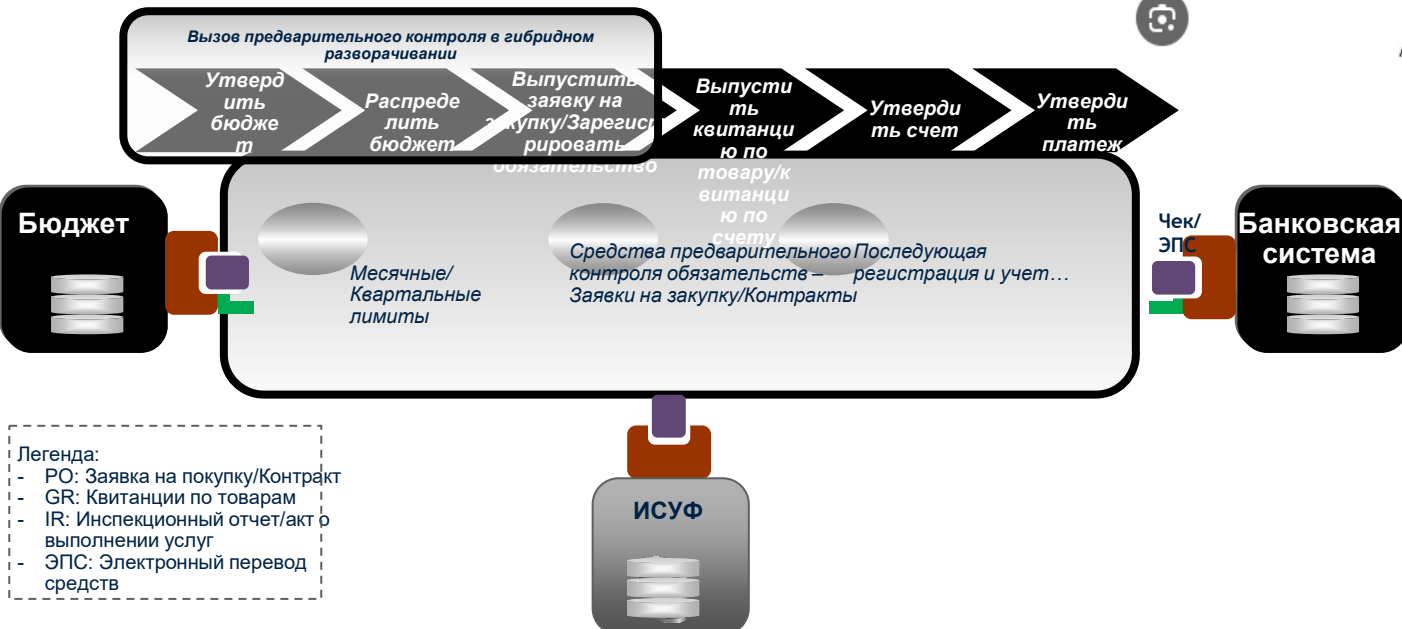 Вызов предварительного контроля в гибридном
разворачивании
Утверд
ить
бюдже
т
Распреде
лить
бюджет
Выпустить
заявку на
закупку/Зарегист
рировать
обязательство
Выпусти
ть
квитанци
ю по
товару/к
витанци
ю по
счету
Утверди
ть счет
Утверди
ть
платеж
Бюджет
Месячные/
Квартальные
лимиты
Средства предварительного
контроля обязательств –
Заявки на закупку/Контракты
Последующая
регистрация и учет…
Чек/
ЭПС
Банковская
система
ИСУФ
Легенда:
- PO: Заявка на покупку/Контракт
- GR: Квитанции по товарам
- IR: Инспекционный отчет/акт о
выполнении услуг
- ЭПС: Электронный перевод
средств